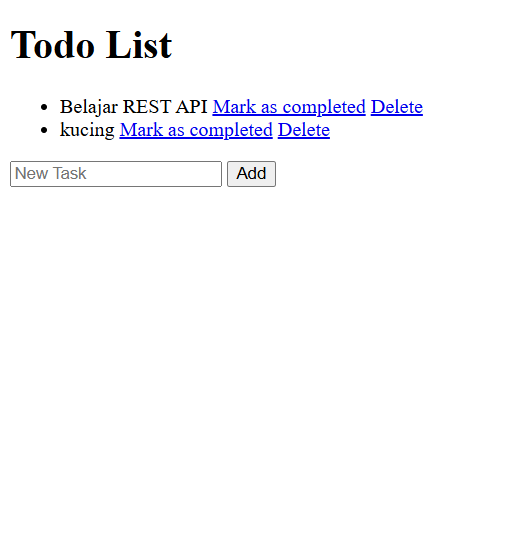 Todo List
Belajar REST API Mark as completed Delete
kucing Mark as completed Delete
New Task Add